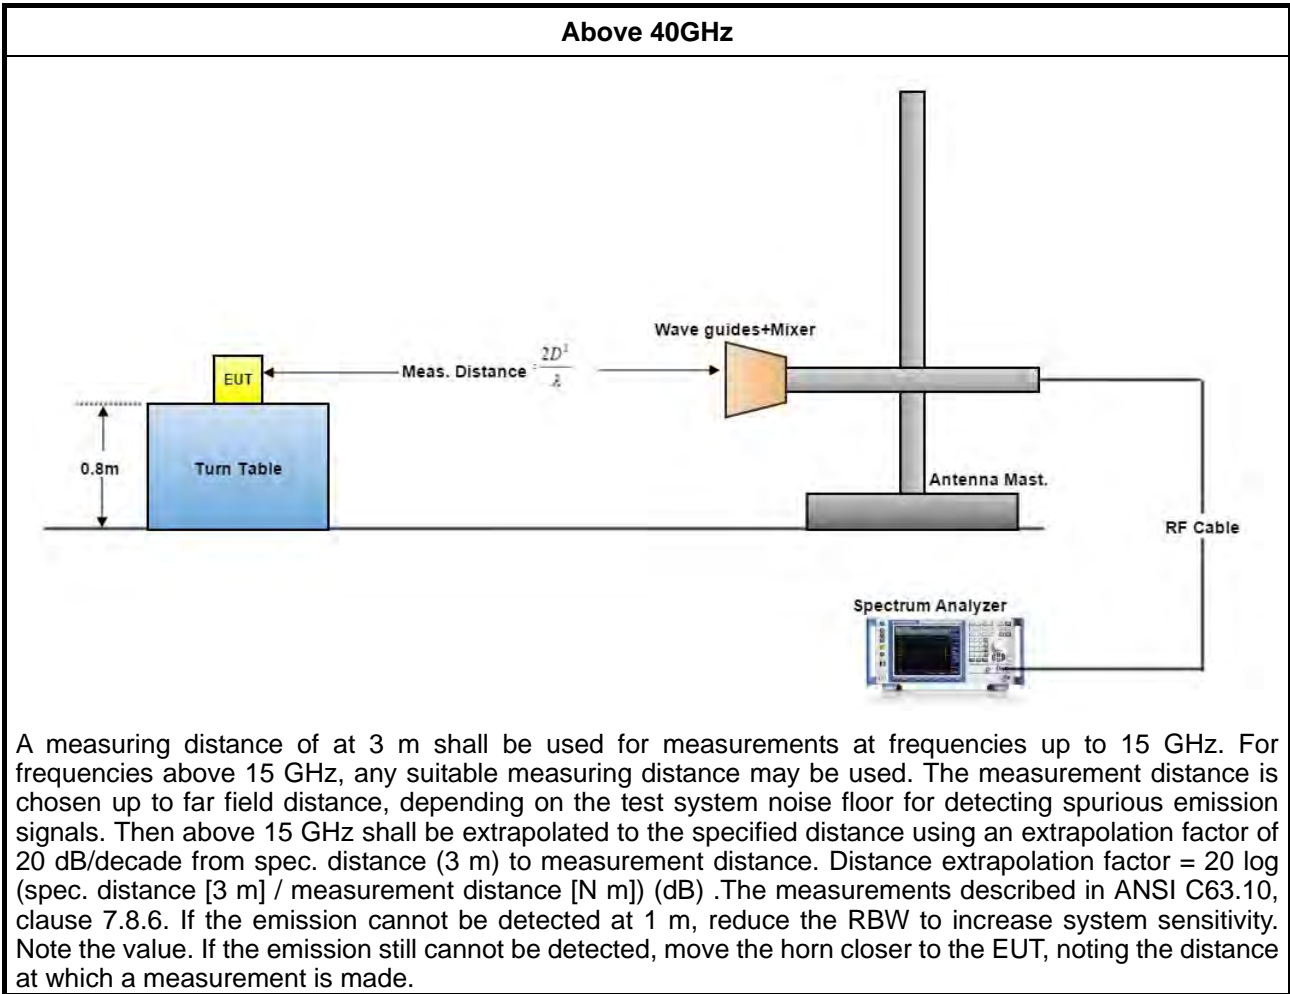 Above 40GHz
Wave guides+Mixer
EUT
Meas. Distance = 2D²/λ
0.8m
Turn Table
Antenna Mast.
RF Cable
Spectrum Analyzer
A measuring distance of at 3 m shall be used for measurements at frequencies up to 15 GHz. For
frequencies above 15 GHz, any suitable measuring distance may be used. The measurement distance is
chosen up to far field distance, depending on the test system noise floor for detecting spurious emission
signals. Then above 15 GHz shall be extrapolated to the specified distance using an extrapolation factor of
20 dB/decade from spec. distance (3 m) to measurement distance. Distance extrapolation factor = 20 log
(spec. distance [3 m] / measurement distance [N m]) (dB) .The measurements described in ANSI C63.10,
clause 7.8.6. If the emission cannot be detected at 1 m, reduce the RBW to increase system sensitivity.
Note the value. If the emission still cannot be detected, move the horn closer to the EUT, noting the distance
at which a measurement is made.